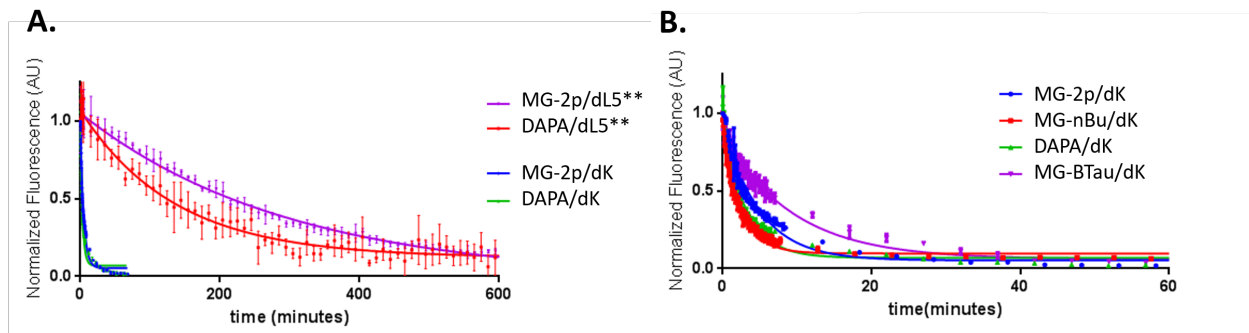 A.
Normalized Fluorescence (AU)
1.0
0.5
0.0
0
200
400
600
time (minutes)
MG-2p/dL5**
DAPA/dL5**
MG-2p/dK
DAPA/dK
B.
Normalized Fluorescence (AU)
1.0
0.5
0.0
0
20
40
60
time(minutes)
MG-2p/dK
MG-nBu/dK
DAPA/dK
MG-BTau/dK